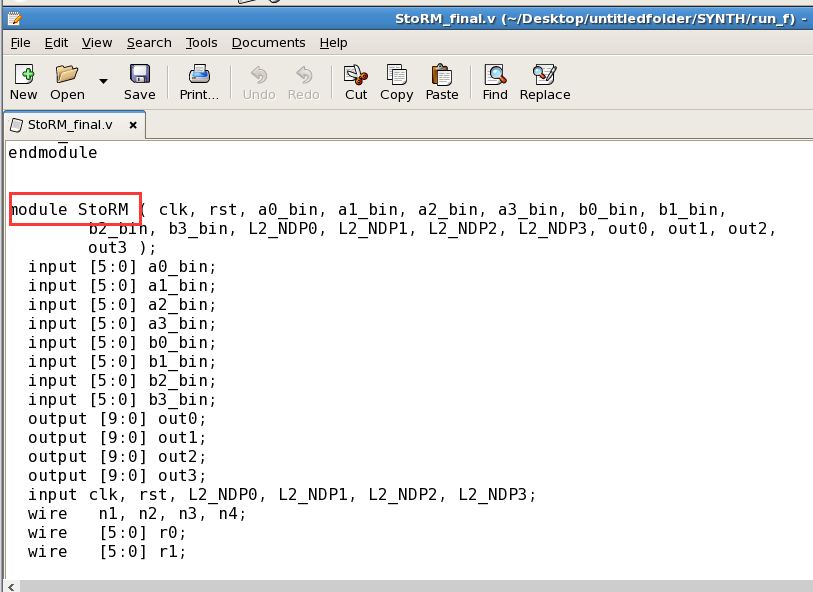 StoRM_final.v (~/Desktop/untitledfolder/SYNTH/run_f) -
File Edit View Search Tools Documents Help
New Open Save Print... Undo Redo Cut Copy Paste Find Replace
StoRM_final.v
endmodule
module StoRM ( clk, rst, a0_bin, a1_bin, a2_bin, a3_bin, b0_bin, b1_bin,
b2_bin, b3_bin, L2_NDP0, L2_NDP1, L2_NDP2, L2_NDP3, out0, out1, out2,
out3 );
input [5:0] a0_bin;
input [5:0] a1_bin;
input [5:0] a2_bin;
input [5:0] a3_bin;
input [5:0] b0_bin;
input [5:0] b1_bin;
input [5:0] b2_bin;
input [5:0] b3_bin;
output [9:0] out0;
output [9:0] out1;
output [9:0] out2;
output [9:0] out3;
input clk, rst, L2_NDP0, L2_NDP1, L2_NDP2, L2_NDP3;
wire n1, n2, n3, n4;
wire [5:0] r0;
wire [5:0] r1;